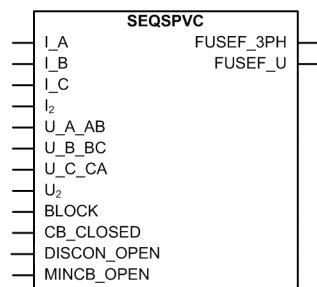 SEQSPVC
I_A FUSEF_3PH
I_B FUSEF_U
I_C
I₂
U_A_AB
U_B_BC
U_C_CA
U₂
BLOCK
CB_CLOSED
DISCON_OPEN
MINCB_OPEN